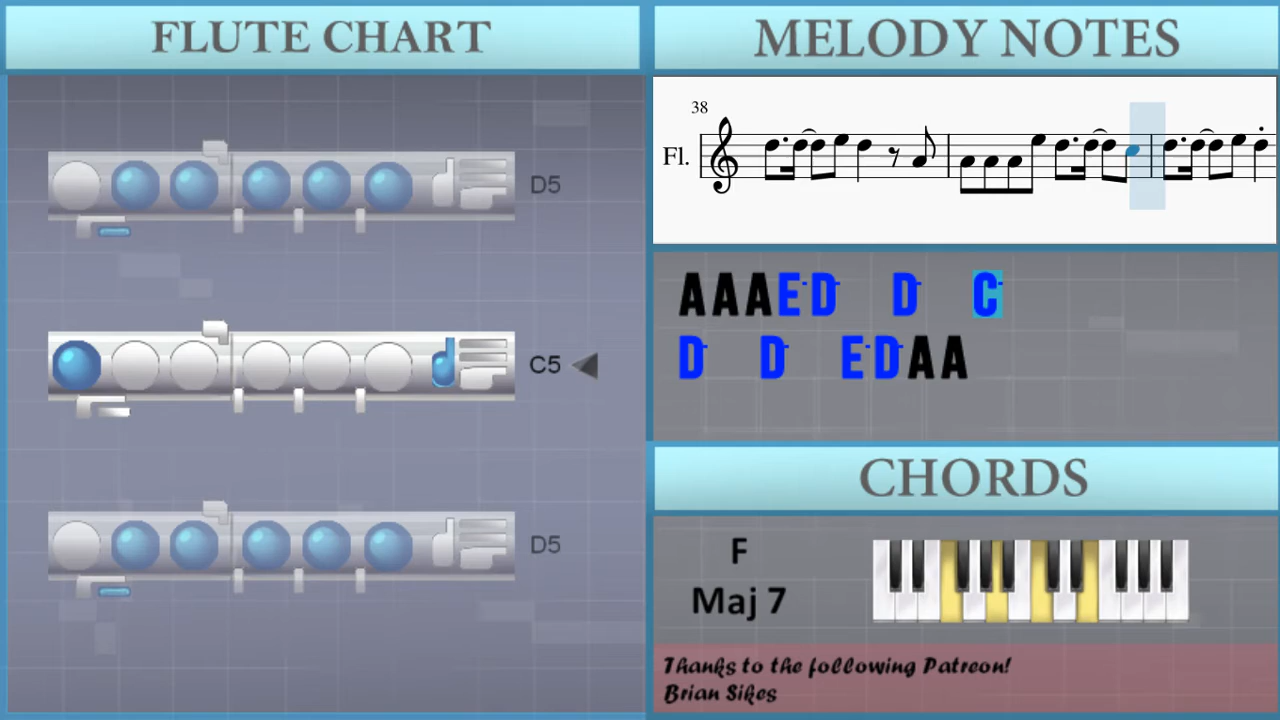 FLUTE CHART
D5
C5
D5
MELODY NOTES
38
Fl.
AAAED D C
D D EDAA
CHORDS
F
Maj 7
Thanks to the following Patreon!
Brian Sikes